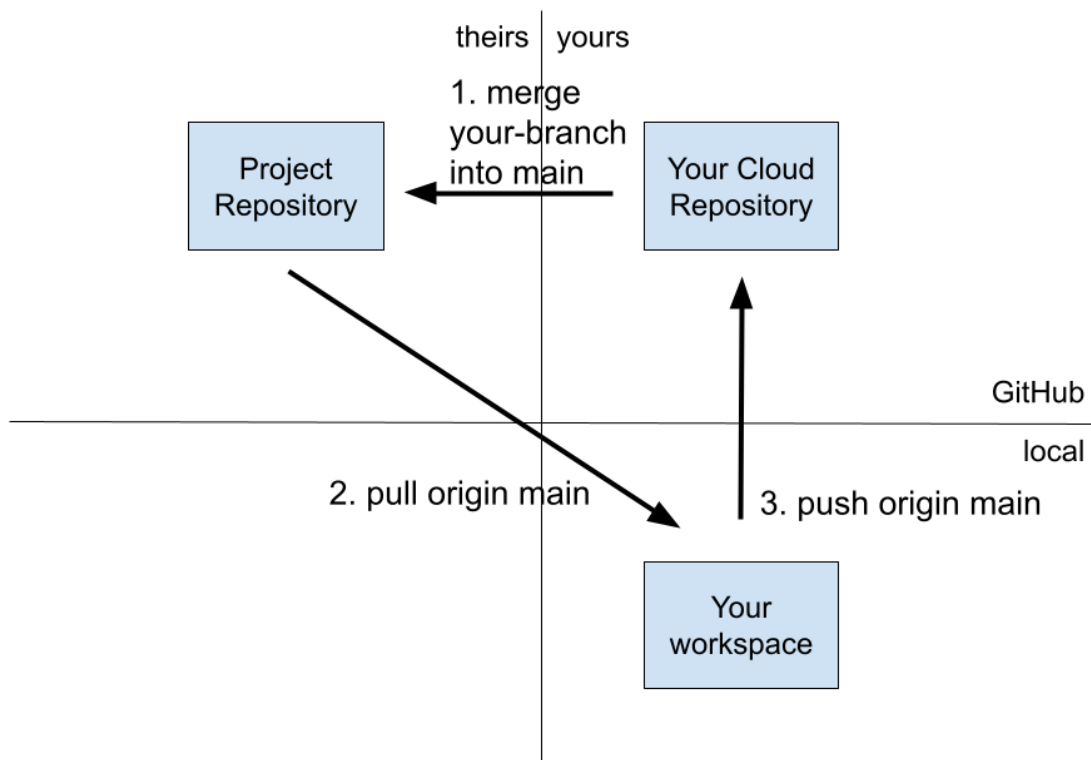 theirs yours
1. merge
your-branch
into main
Project
Repository
Your Cloud
Repository
GitHub
local
2. pull origin main
3. push origin main
Your
workspace